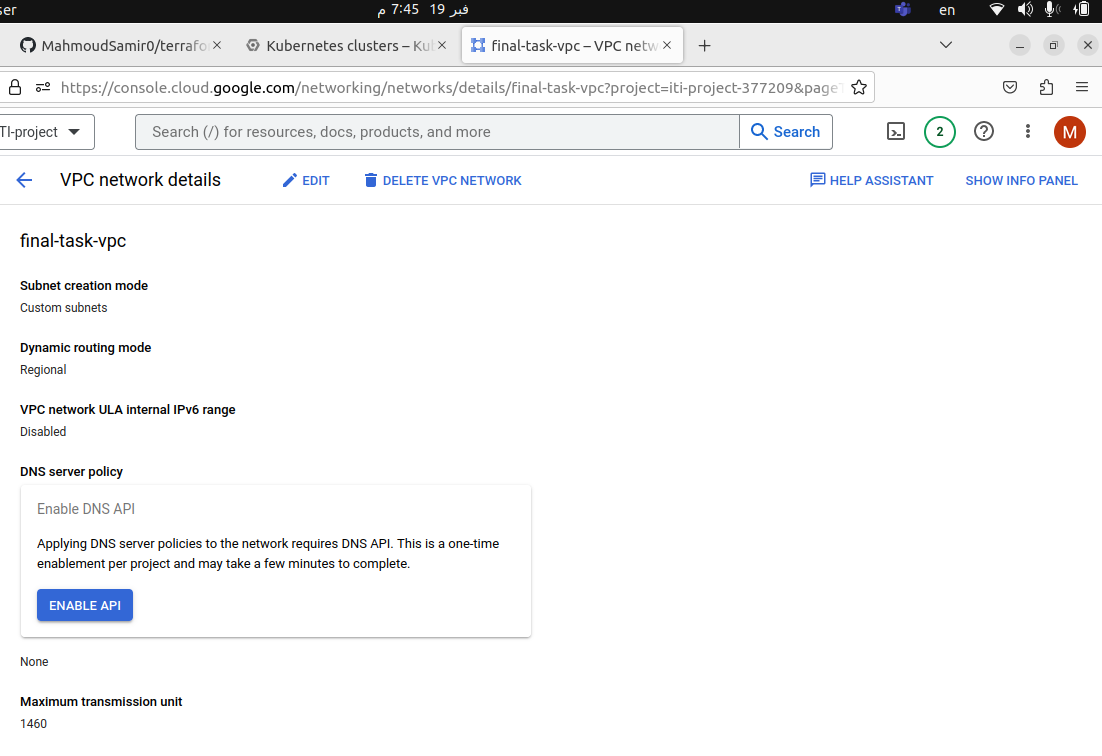 ser
فبر 19 7:45 م
en
MahmoudSamir0/terrafo
Kubernetes clusters – Ku
final-task-vpc – VPC netw
https://console.cloud.google.com/networking/networks/details/final-task-vpc?project=iti-project-377209&page
TI-project
Search (/) for resources, docs, products, and more
Search
2
M
VPC network details
EDIT
DELETE VPC NETWORK
HELP ASSISTANT
SHOW INFO PANEL
final-task-vpc
Subnet creation mode
Custom subnets
Dynamic routing mode
Regional
VPC network ULA internal IPv6 range
Disabled
DNS server policy
Enable DNS API
Applying DNS server policies to the network requires DNS API. This is a one-time
enablement per project and may take a few minutes to complete.
ENABLE API
None
Maximum transmission unit
1460